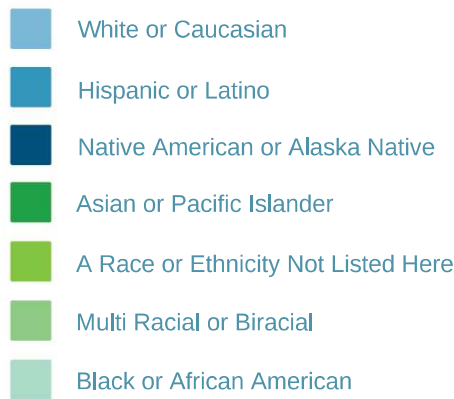 White or Caucasian
Hispanic or Latino
Native American or Alaska Native
Asian or Pacific Islander
A Race or Ethnicity Not Listed Here
Multi Racial or Biracial
Black or African American